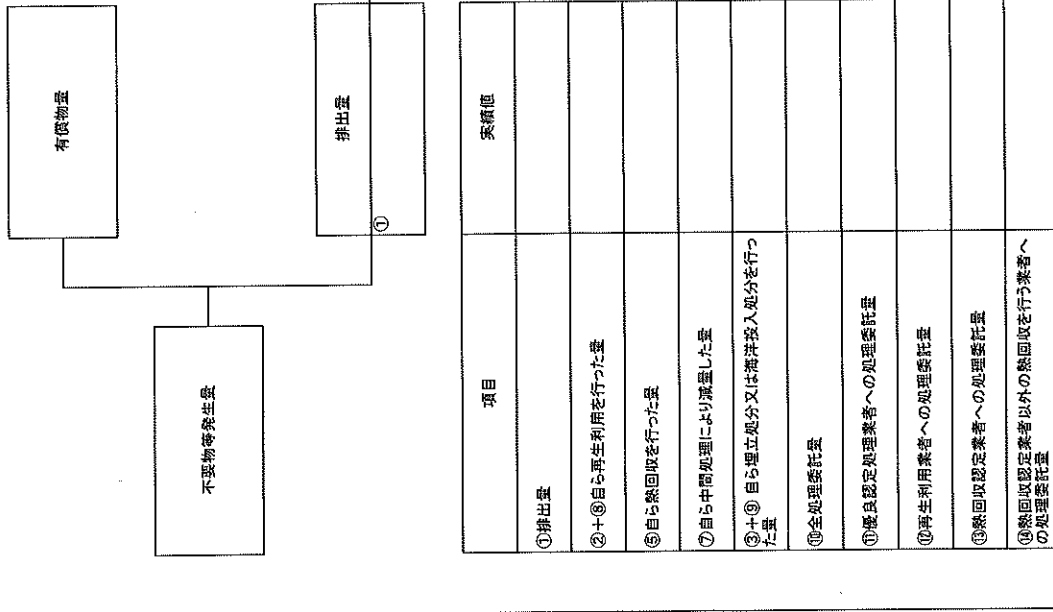 有償物量
不要物等発生量
排出量
①
項目
実績値
①排出量
②+⑧自ら再生利用を行った量
⑤自ら熱回収を行った量
⑦自ら中間処理により減量した量
③+⑨ 自ら埋立処分又は海洋投入処分を行っ
た量
⑩全処理委託量
⑪優良認定処理業者への処理委託量
⑫再生利用業者への処理委託量
⑬熱回収認定業者への処理委託量
⑭熱回収認定業者以外の熱回収を行う業者へ
の処理委託量